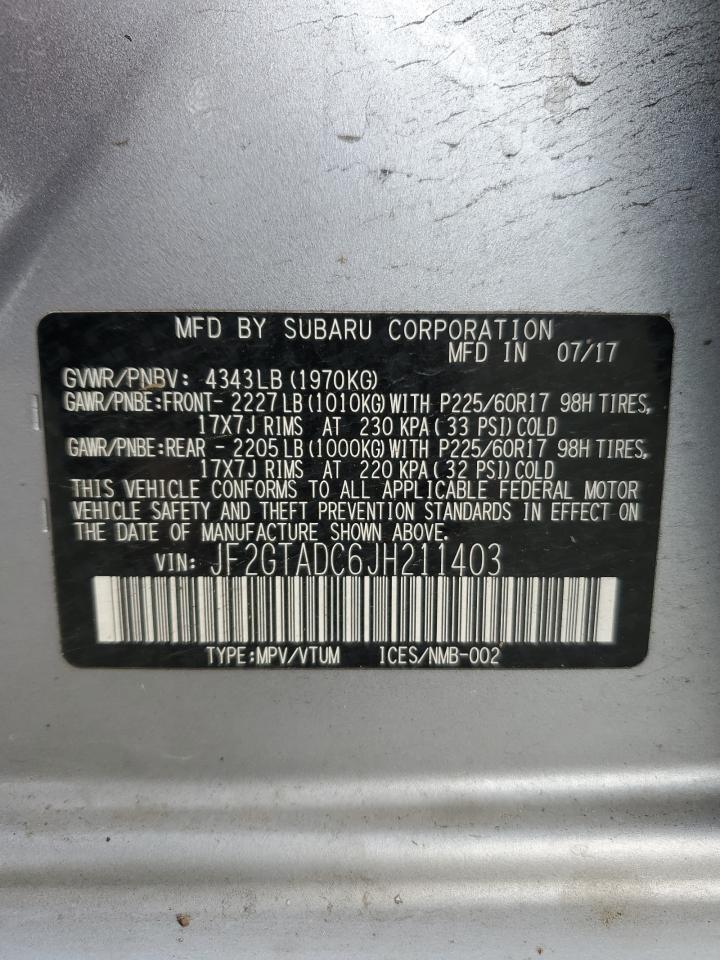 MFD BY SUBARU CORPORATION
MFD IN 07/17
GVWR/PNBV: 4343LB (1970KG)
GAWR/PNBE:FRONT- 2227LB (1010KG) WITH P225/60R17 98H TIRES,
17X7J RIMS AT 230 KPA( 33 PSI) COLD
GAWR/PNBE:REAR - 2205LB (1000KG) WITH P225/60R17 98H TIRES,
17X7J RIMS AT 220 KPA( 32 PSI) COLD
THIS VEHICLE CONFORMS TO ALL APPLICABLE FEDERAL MOTOR
VEHICLE SAFETY AND THEFT PREVENTION STANDARDS IN EFFECT ON
THE DATE OF MANUFACTURE SHOWN ABOVE.
VIN: JF2GTADC6JH211403
TYPE:MPV/VTUM ICES/NMB-002